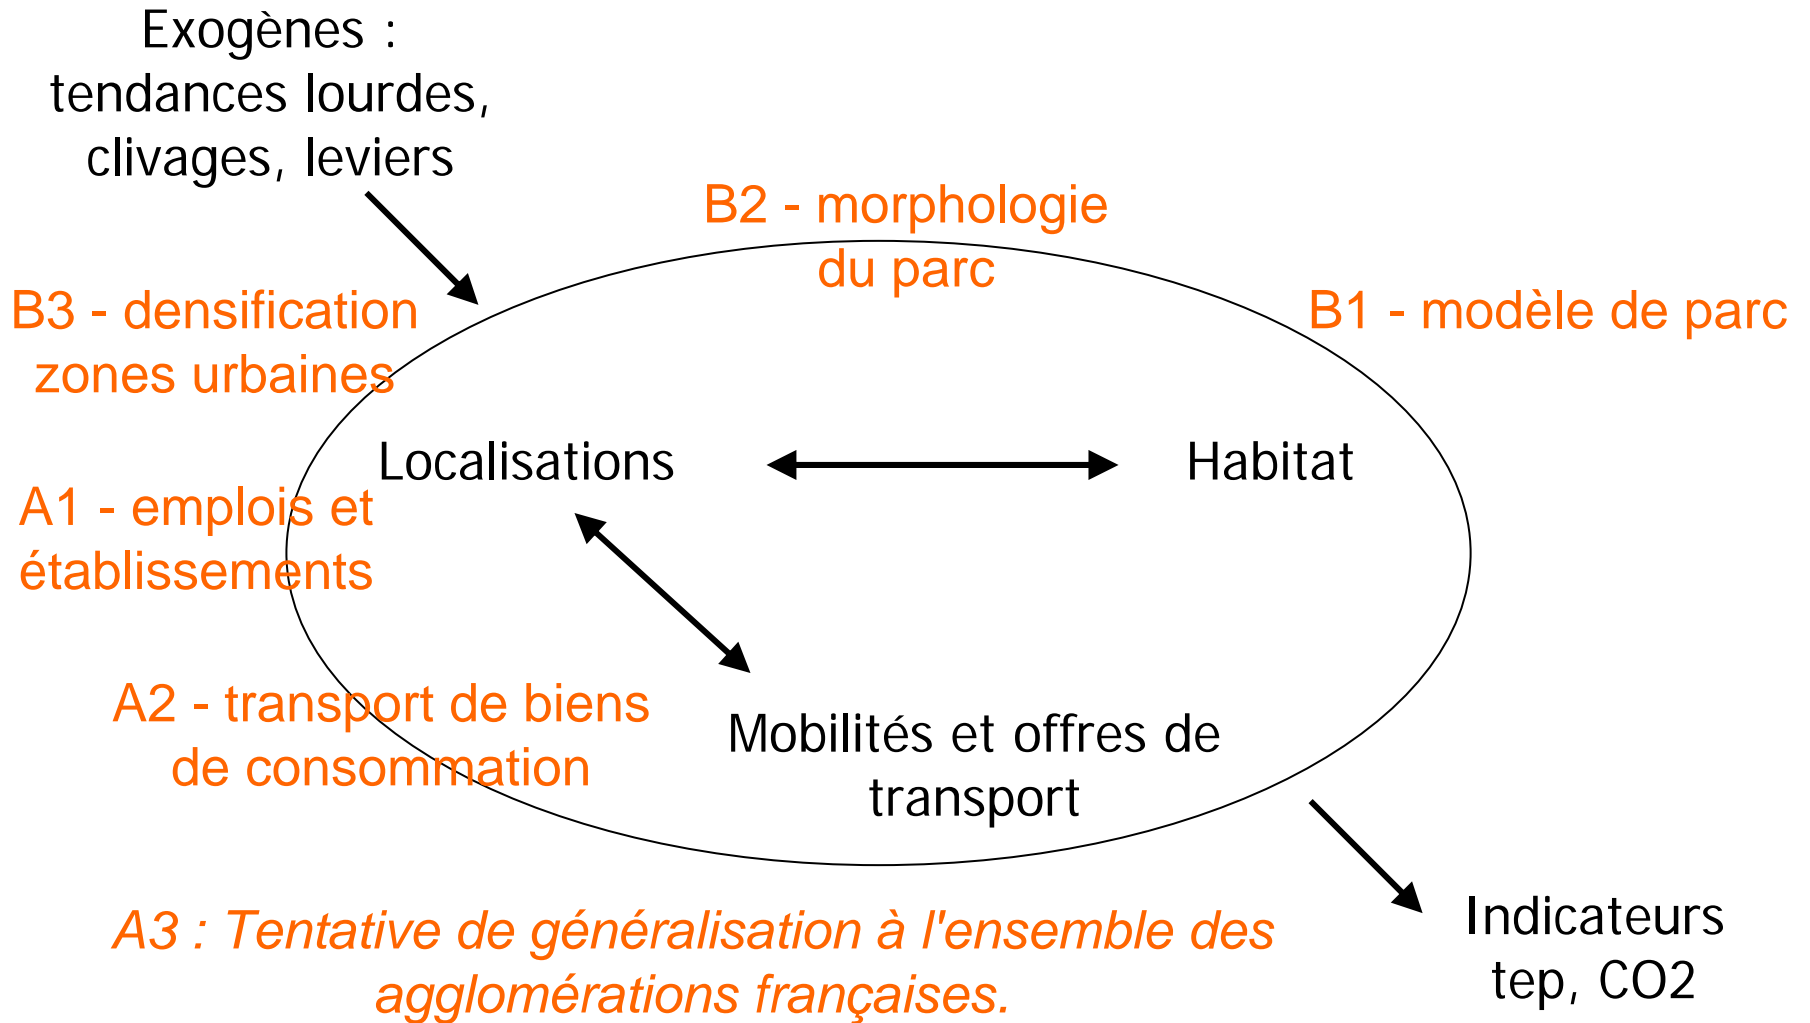 Exogènes :
tendances lourdes,
clivages, leviers
B2 - morphologie
du parc
B3 - densification
zones urbaines
B1 - modèle de parc
Localisations
Habitat
A1 - emplois et
établissements
A2 - transport de biens
de consommation
Mobilités et offres de
transport
A3 : Tentative de généralisation à l'ensemble des
agglomérations françaises.
Indicateurs
tep, CO2